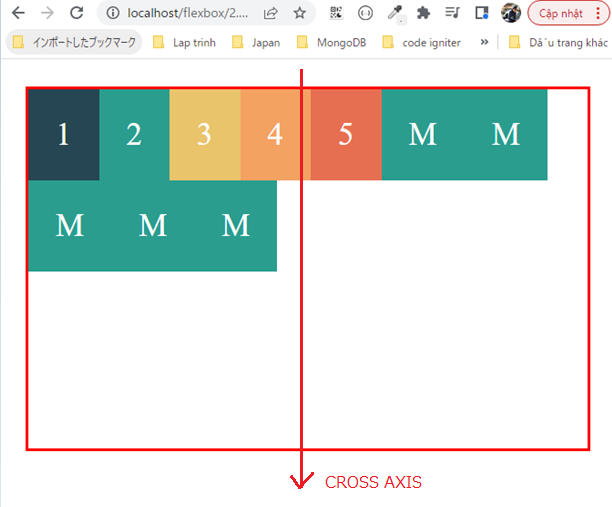 localhost/flexbox/2.... Cập nhật
インポートしたブックマーク Lap trinh Japan MongoDB code igniter » Dấu trang khác
1 2 3 4 5 M M
M M M
CROSS AXIS